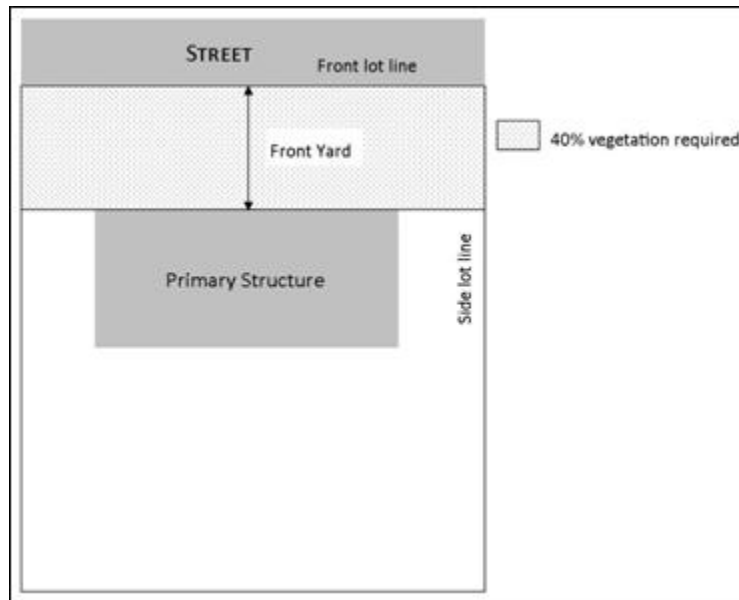 STREET
Front lot line
Front Yard
40% vegetation required
Primary Structure
Side lot line